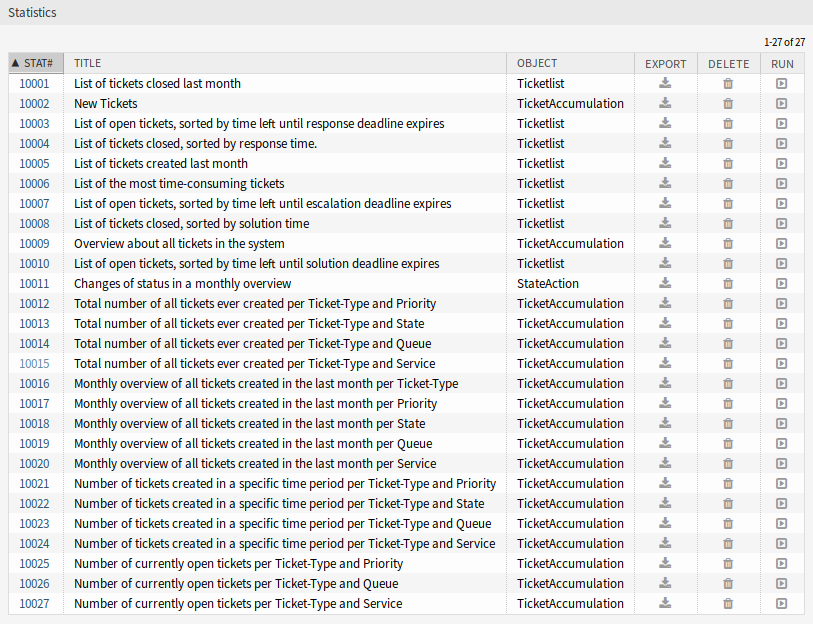 Statistics
1-27 of 27
▲ STAT# TITLE OBJECT EXPORT DELETE RUN
10001 List of tickets closed last month Ticketlist
10002 New Tickets TicketAccumulation
10003 List of open tickets, sorted by time left until response deadline expires Ticketlist
10004 List of tickets closed, sorted by response time. Ticketlist
10005 List of tickets created last month Ticketlist
10006 List of the most time-consuming tickets Ticketlist
10007 List of open tickets, sorted by time left until escalation deadline expires Ticketlist
10008 List of tickets closed, sorted by solution time Ticketlist
10009 Overview about all tickets in the system TicketAccumulation
10010 List of open tickets, sorted by time left until solution deadline expires Ticketlist
10011 Changes of status in a monthly overview StateAction
10012 Total number of all tickets ever created per Ticket-Type and Priority TicketAccumulation
10013 Total number of all tickets ever created per Ticket-Type and State TicketAccumulation
10014 Total number of all tickets ever created per Ticket-Type and Queue TicketAccumulation
10015 Total number of all tickets ever created per Ticket-Type and Service TicketAccumulation
10016 Monthly overview of all tickets created in the last month per Ticket-Type TicketAccumulation
10017 Monthly overview of all tickets created in the last month per Priority TicketAccumulation
10018 Monthly overview of all tickets created in the last month per State TicketAccumulation
10019 Monthly overview of all tickets created in the last month per Queue TicketAccumulation
10020 Monthly overview of all tickets created in the last month per Service TicketAccumulation
10021 Number of tickets created in a specific time period per Ticket-Type and Priority TicketAccumulation
10022 Number of tickets created in a specific time period per Ticket-Type and State TicketAccumulation
10023 Number of tickets created in a specific time period per Ticket-Type and Queue TicketAccumulation
10024 Number of tickets created in a specific time period per Ticket-Type and Service TicketAccumulation
10025 Number of currently open tickets per Ticket-Type and Priority TicketAccumulation
10026 Number of currently open tickets per Ticket-Type and Queue TicketAccumulation
10027 Number of currently open tickets per Ticket-Type and Service TicketAccumulation